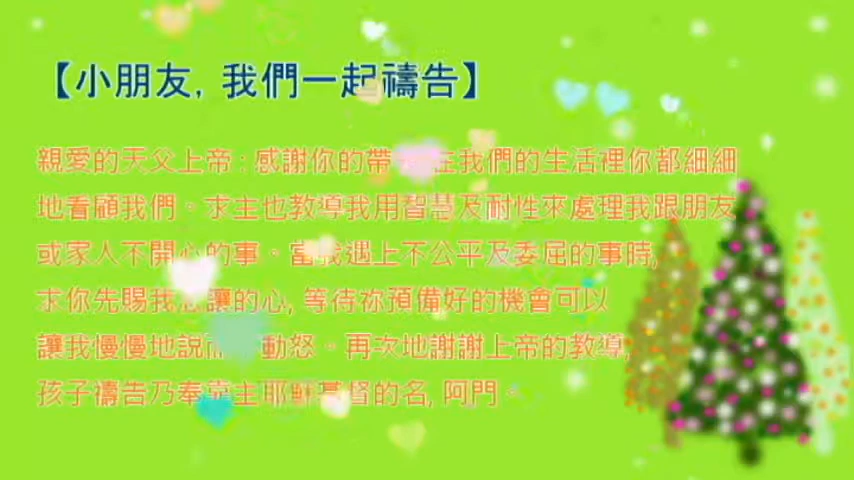 【小朋友, 我們一起禱告】
親愛的天父上帝 : 感謝你的帶 在我們的生活裡你都細細
地看顧我們。求主也教導我用智慧及耐性來處理我跟朋友
或家人不開心的事。當我遇上不公平及委屈的事時,
求你先賜我 讓的心, 等待祢預備好的機會可以
讓我慢慢地說而 動怒。再次地謝謝上帝的教導,
孩子禱告乃奉 主耶穌基督的名, 阿門。